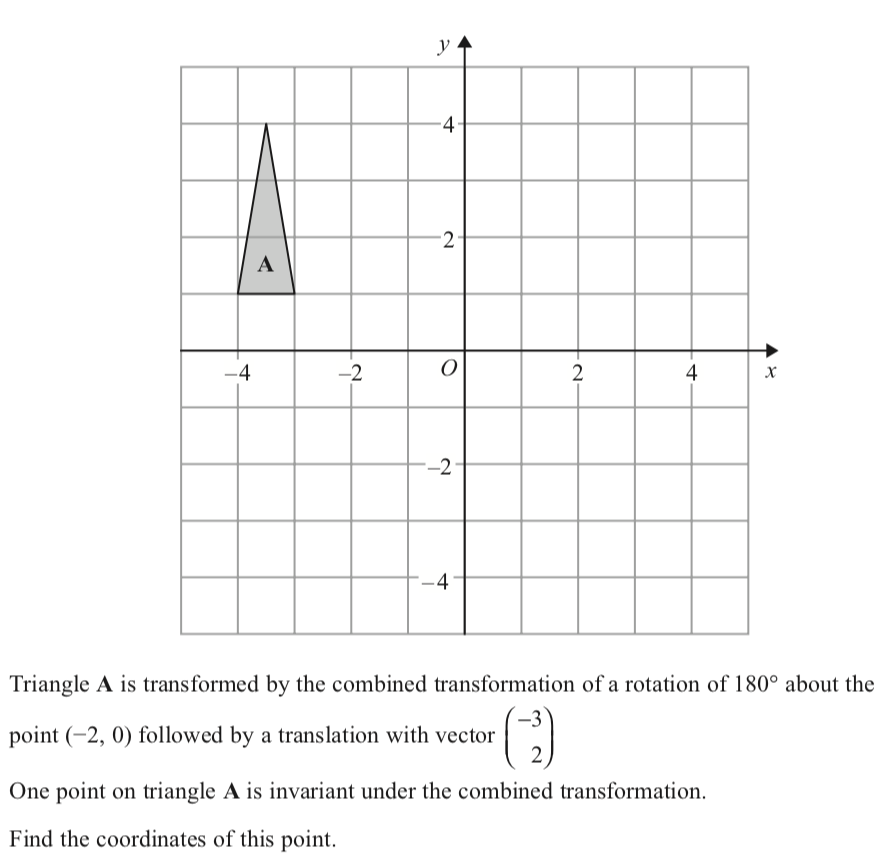 y
4
2
A
−4
−2
O
2
4
x
−2
−4
Triangle A is transformed by the combined transformation of a rotation of 180° about the
point (−2, 0) followed by a translation with vector (−3
2)
One point on triangle A is invariant under the combined transformation.
Find the coordinates of this point.